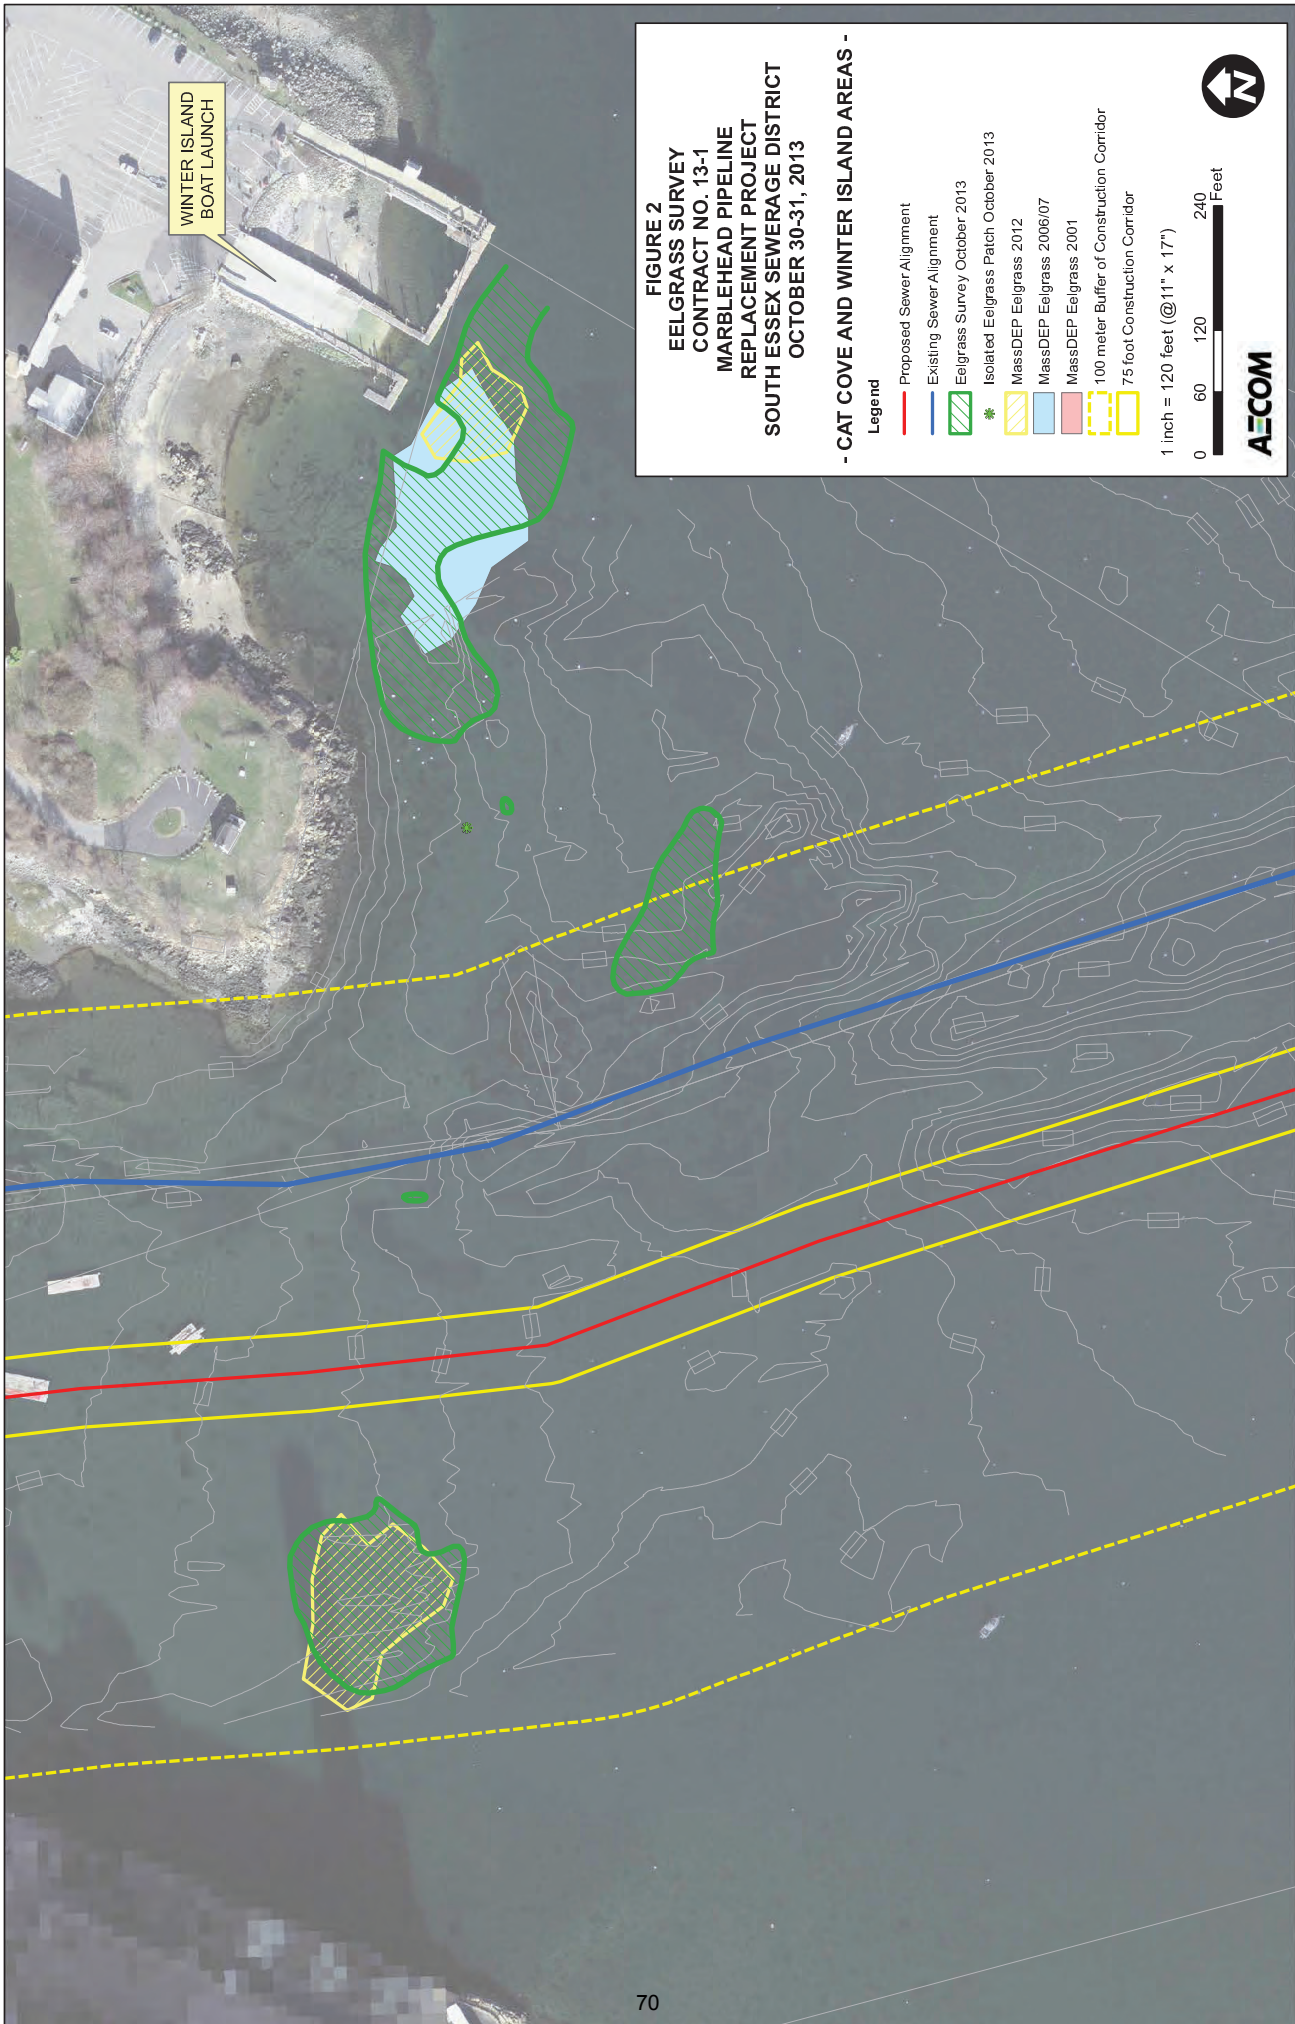 WINTER ISLAND
BOAT LAUNCH
FIGURE 2
EELGRASS SURVEY
CONTRACT NO. 13-1
MARBLEHEAD PIPELINE
REPLACEMENT PROJECT
SOUTH ESSEX SEWERAGE DISTRICT
OCTOBER 30-31, 2013
- CAT COVE AND WINTER ISLAND AREAS -
Legend
Proposed Sewer Alignment
Existing Sewer Alignment
Eelgrass Survey October 2013
Isolated Eelgrass Patch October 2013
MassDEP Eelgrass 2012
MassDEP Eelgrass 2006/07
MassDEP Eelgrass 2001
100 meter Buffer of Construction Corridor
75 foot Construction Corridor
1 inch = 120 feet (@11" x 17")
0 60 120 240
Feet
N
AECOM
70